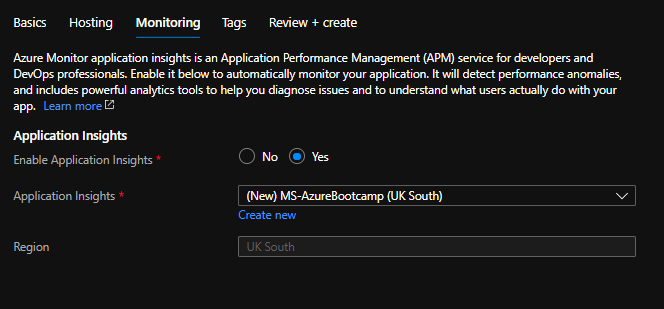 Basics Hosting Monitoring Tags Review + create
Azure Monitor application insights is an Application Performance Management (APM) service for developers and
DevOps professionals. Enable it below to automatically monitor your application. It will detect performance anomalies,
and includes powerful analytics tools to help you diagnose issues and to understand what users actually do with your
app. Learn more
Application Insights
Enable Application Insights * No Yes
Application Insights * (New) MS-AzureBootcamp (UK South)
Create new
Region UK South